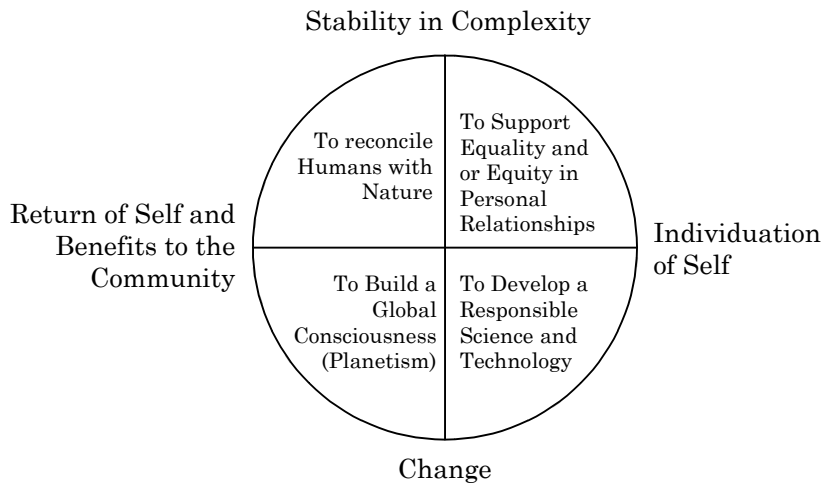 Stability in Complexity
To reconcile
Humans with
Nature
To Support
Equality and
or Equity in
Personal
Relationships
Return of Self and
Benefits to the
Community
Individuation
of Self
To Build a
Global
Consciousness
(Planetism)
To Develop a
Responsible
Science and
Technology
Change